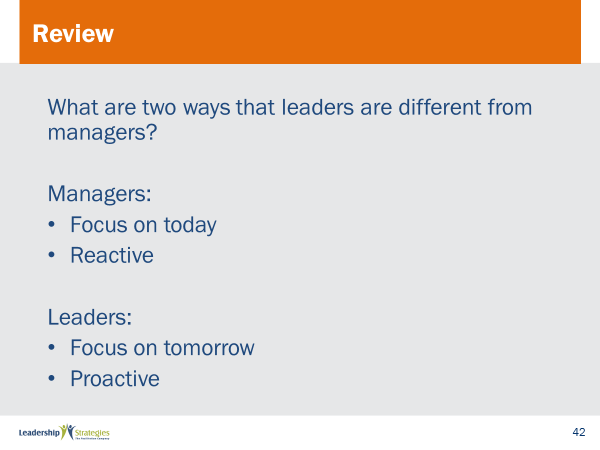 Review
What are two ways that leaders are different from
managers?
Managers:
• Focus on today
• Reactive
Leaders:
• Focus on tomorrow
• Proactive
Leadership Strategies
The Facilitation Company
42